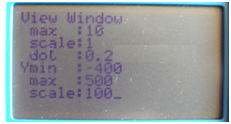 View Window
max :10
scale:1
dot :0.2
Ymin :-400
max :500
scale:100_